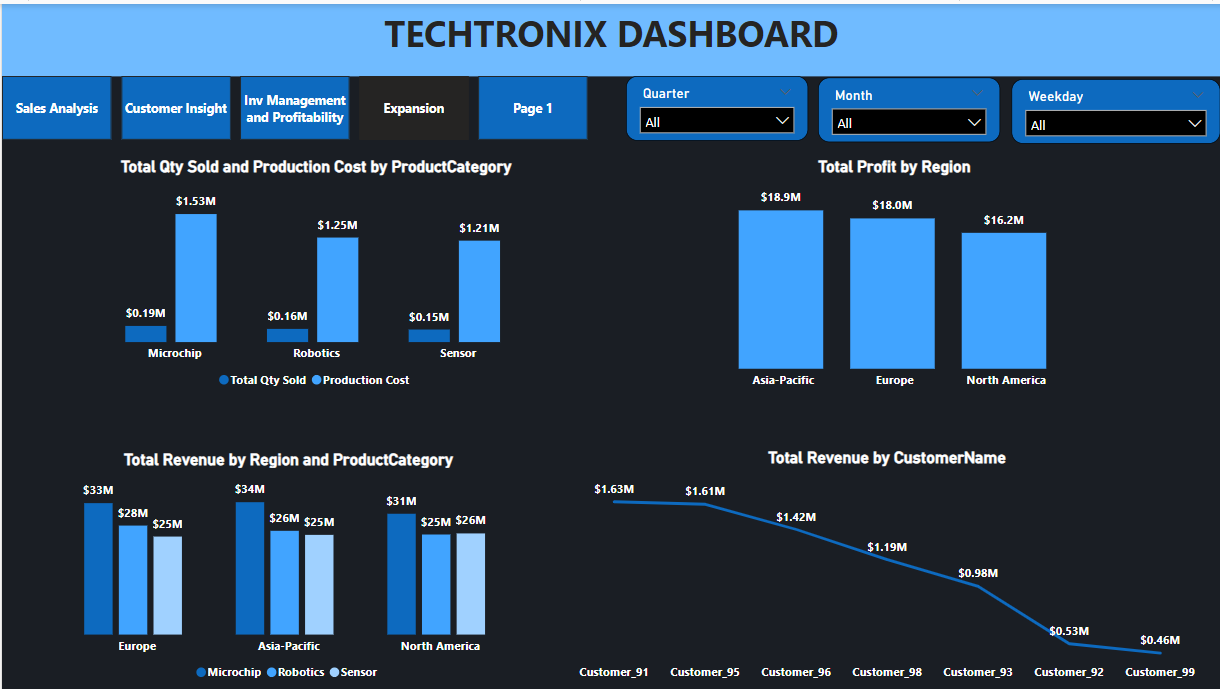 TECHTRONIX DASHBOARD
Sales Analysis
Customer Insight
Inv Management
and Profitability
Expansion
Page 1
Quarter
All
Month
All
Weekday
All
Total Qty Sold and Production Cost by ProductCategory
$1.53M
$1.25M
$1.21M
$0.19M
$0.16M
$0.15M
Microchip
Robotics
Sensor
Total Qty Sold
Production Cost
Total Profit by Region
$18.9M
$18.0M
$16.2M
Asia-Pacific
Europe
North America
Total Revenue by Region and ProductCategory
$33M
$28M
$25M
$34M
$26M
$25M
$31M
$25M
$26M
Europe
Asia-Pacific
North America
Microchip
Robotics
Sensor
Total Revenue by CustomerName
$1.63M
$1.61M
$1.42M
$1.19M
$0.98M
$0.53M
$0.46M
Customer_91
Customer_95
Customer_96
Customer_98
Customer_93
Customer_92
Customer_99